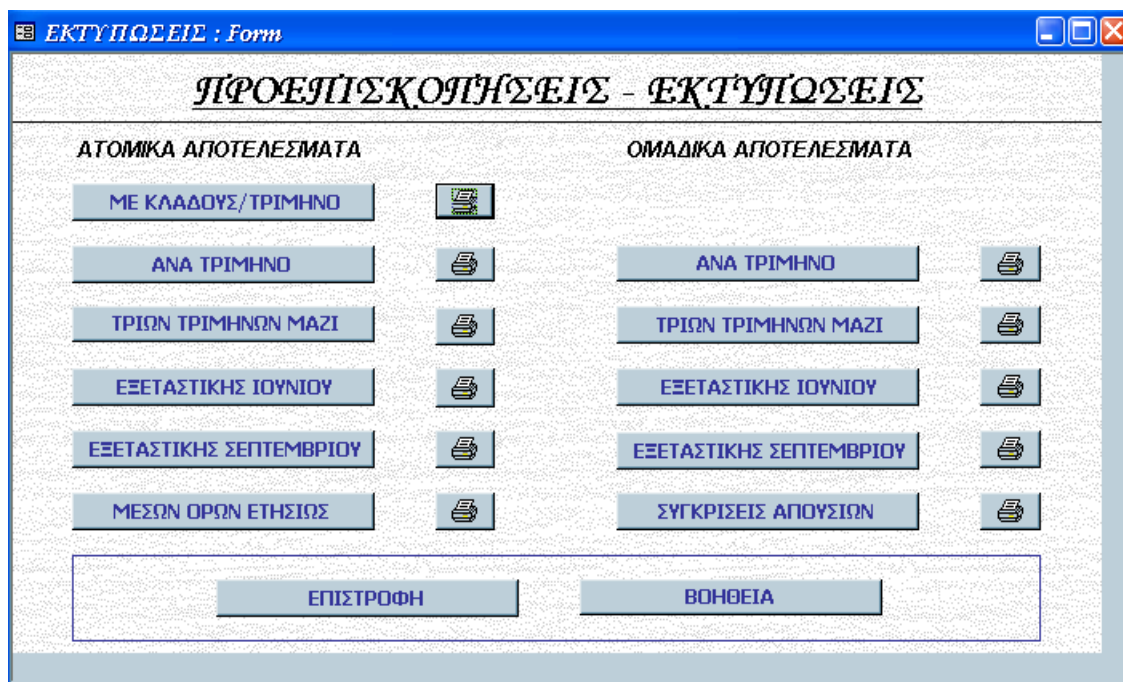 ΕΚΤΥΠΩΣΕΙΣ : Form
ΠΡΟΕΠΙΣΚΟΠΗΣΕΙΣ - ΕΚΤΥΠΩΣΕΙΣ
ΑΤΟΜΙΚΑ ΑΠΟΤΕΛΕΣΜΑΤΑ
ΜΕ ΚΛΑΔΟΥΣ/ΤΡΙΜΗΝΟ
ΑΝΑ ΤΡΙΜΗΝΟ
ΤΡΙΩΝ ΤΡΙΜΗΝΩΝ ΜΑΖΙ
ΕΞΕΤΑΣΤΙΚΗΣ ΙΟΥΝΙΟΥ
ΕΞΕΤΑΣΤΙΚΗΣ ΣΕΠΤΕΜΒΡΙΟΥ
ΜΕΣΩΝ ΟΡΩΝ ΕΤΗΣΙΩΣ
ΟΜΑΔΙΚΑ ΑΠΟΤΕΛΕΣΜΑΤΑ
ΑΝΑ ΤΡΙΜΗΝΟ
ΤΡΙΩΝ ΤΡΙΜΗΝΩΝ ΜΑΖΙ
ΕΞΕΤΑΣΤΙΚΗΣ ΙΟΥΝΙΟΥ
ΕΞΕΤΑΣΤΙΚΗΣ ΣΕΠΤΕΜΒΡΙΟΥ
ΣΥΓΚΡΙΣΕΙΣ ΑΠΟΥΣΙΩΝ
ΕΠΙΣΤΡΟΦΗ
ΒΟΗΘΕΙΑ